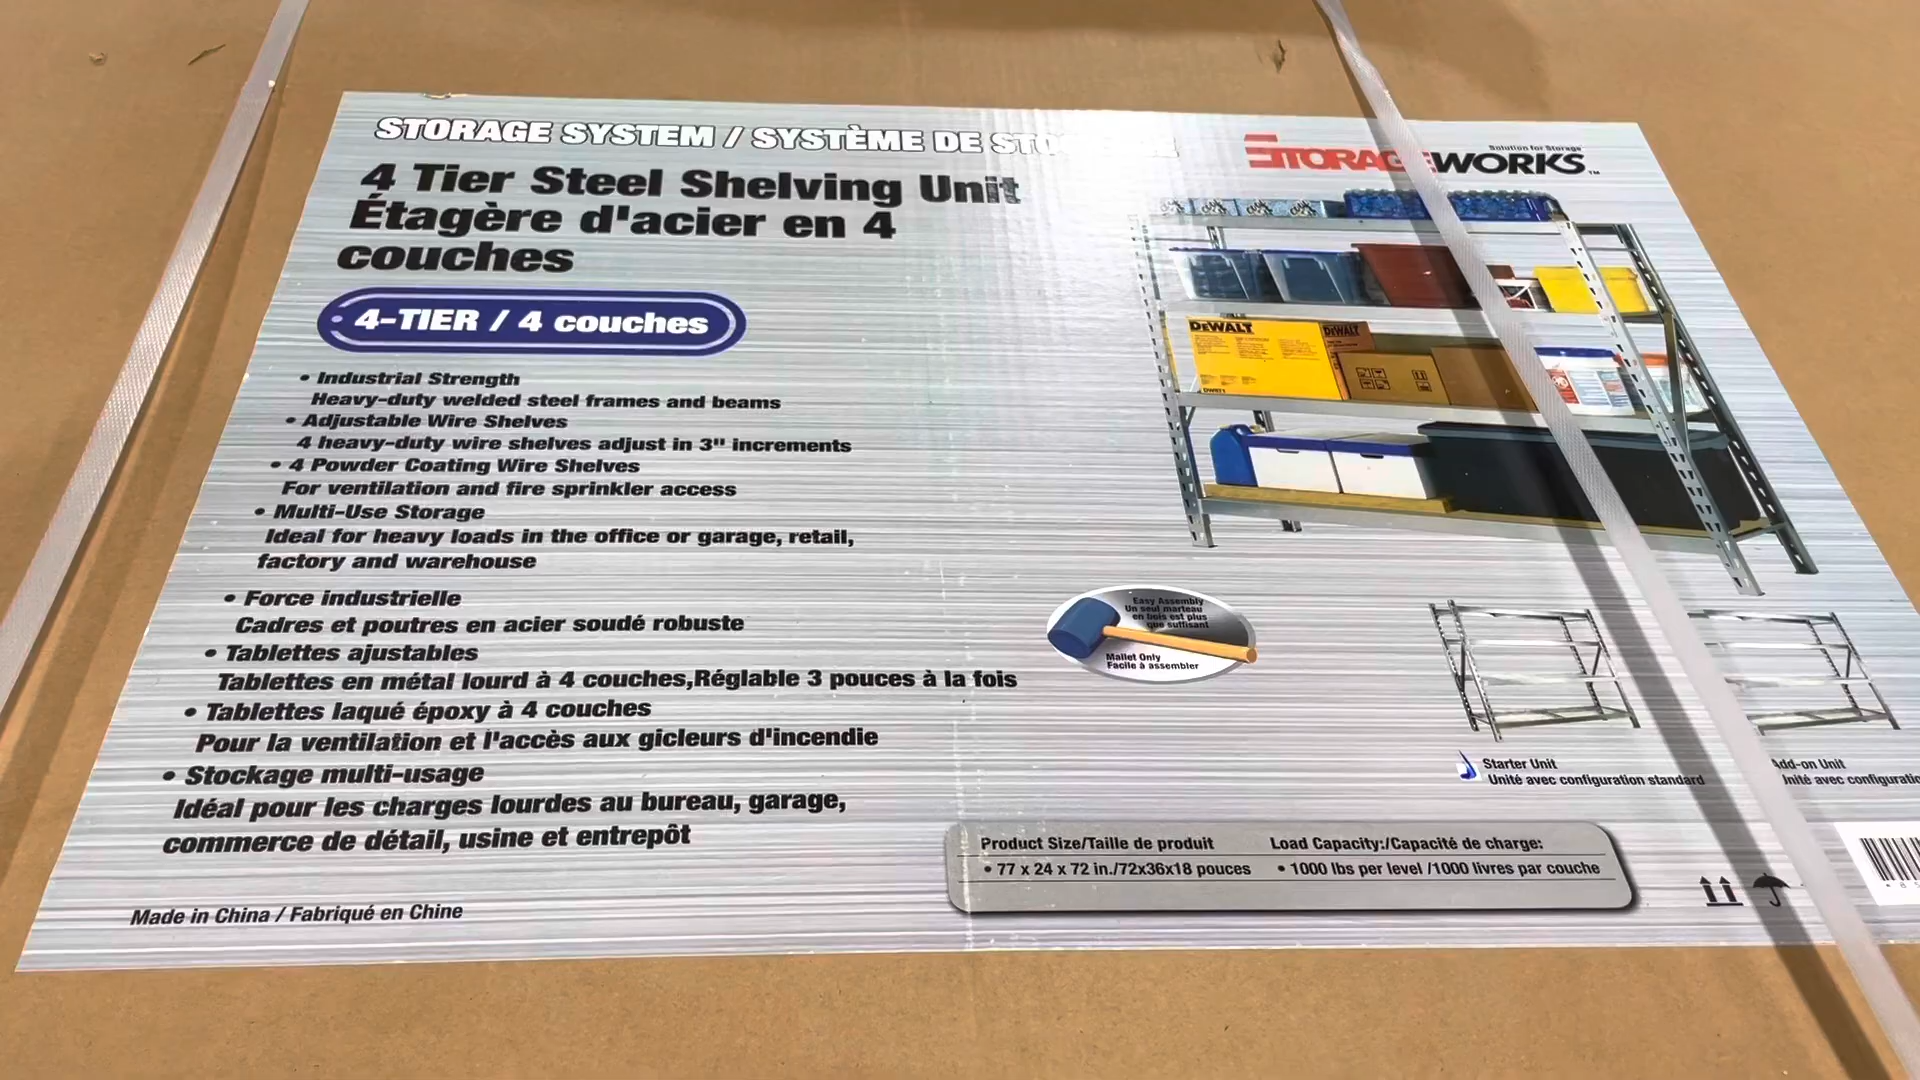 STORAGE SYSTEM / SYSTÈME DE
4 Tier Steel Shelving Unit
Étagère d'acier en 4
couches
4-TIER / 4 couches
• Industrial Strength
Heavy-duty welded steel frames and beams
• Adjustable Wire Shelves
4 heavy-duty wire shelves adjust in 3" increments
• 4 Powder Coating Wire Shelves
For ventilation and fire sprinkler access
• Multi-Use Storage
Ideal for heavy loads in the office or garage, retail,
factory and warehouse
• Force industrielle
Cadres et poutres en acier soudé robuste
• Tablettes ajustables
Tablettes en métal lourd à 4 couches,Réglable 3 pouces à la fois
• Tablettes laqué époxy à 4 couches
Pour la ventilation et l'accès aux gicleurs d'incendie
• Stockage multi-usage
Idéal pour les charges lourdes au bureau, garage,
commerce de détail, usine et entrepôt
Made in China / Fabriqué en Chine
Solution for Storage
STORAGEWORKS™
DEWALT
DEWALT
Easy Assembly
Un seul marteau
en bois est plus
que suffisant
Mallet Only
Facile à assembler
Starter Unit
Unité avec configuration standard
Add-on Unit
Unité avec
Product Size/Taille de produit
• 77 x 24 x 72 in./72x36x18 pouces
Load Capacity:/Capacité de charge:
• 1000 lbs per level /1000 livres par couche